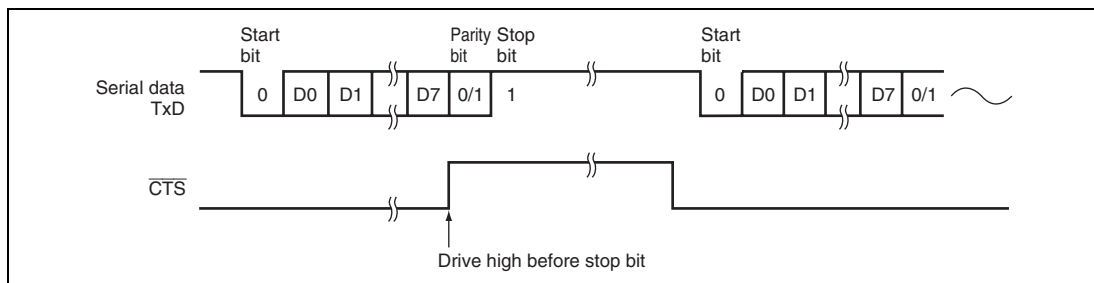 Start bit
Parity bit
Stop bit
Start bit
Serial data TxD
0 D0 D1 D7 0/1 1 0 D0 D1 D7 0/1
CTS
Drive high before stop bit